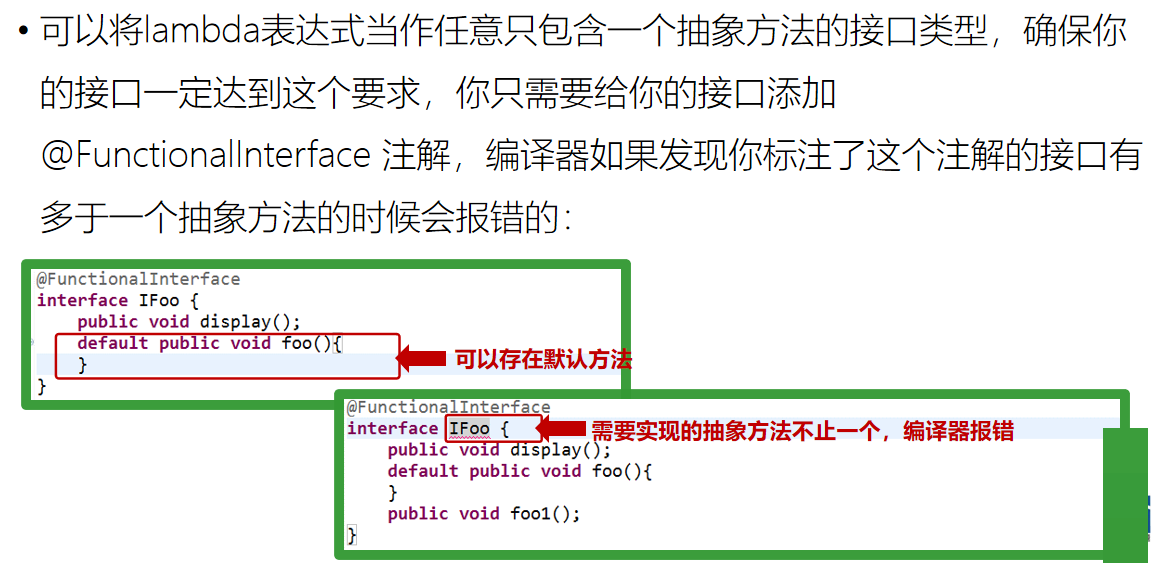 • 可以将lambda表达式当作任意只包含一个抽象方法的接口类型，确保你
的接口一定达到这个要求，你只需要给你的接口添加
@FunctionalInterface 注解，编译器如果发现你标注了这个注解的接口有
多于一个抽象方法的时候会报错的：
@FunctionalInterface
interface IFoo {
public void display();
default public void foo(){
}
可以存在默认方法
}
@FunctionalInterface
interface IFoo {
需要实现的抽象方法不止一个，编译器报错
public void display();
default public void foo(){
}
public void foo1();
}